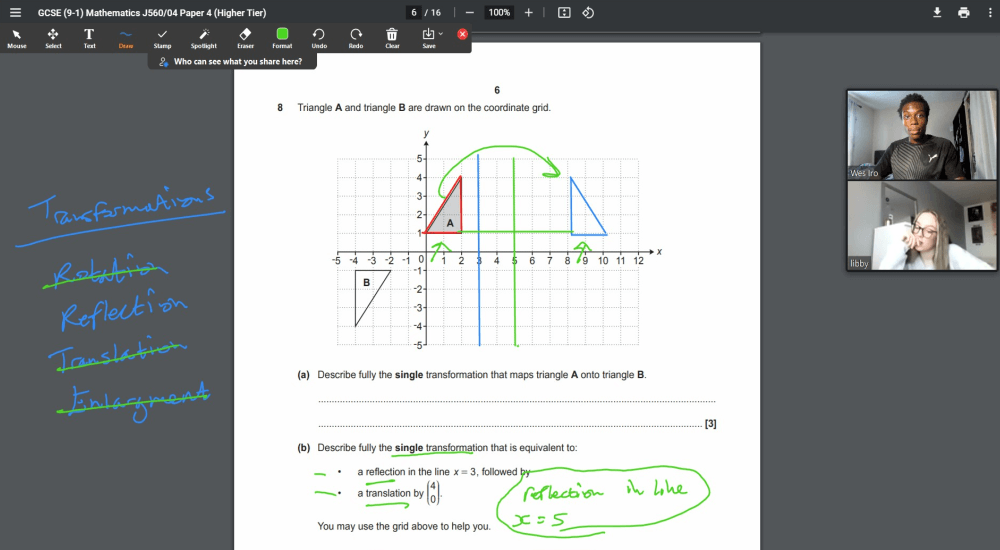 GCSE (9-1) Mathematics J560/04 Paper 4 (Higher Tier)
6 / 16
100%
Mouse
Select
Text
Draw
Stamp
Spotlight
Eraser
Format
Undo
Redo
Clear
Save
Who can see what you share here?
Transformations
Rotation
Reflection
Translation
Enlargment
6
8 Triangle A and triangle B are drawn on the coordinate grid.
y
5
4
3
2
1
A
-5 -4 -3 -2 -1 0 1 2 3 4 5 6 7 8 9 10 11 12 x
-1
B
-2
-3
-4
-5
(a) Describe fully the single transformation that maps triangle A onto triangle B.
[3]
(b) Describe fully the single transformation that is equivalent to:
• a reflection in the line x = 3, followed by
• a translation by (4 0).
reflection in line
x = 5
You may use the grid above to help you.
Wes Iro
libby